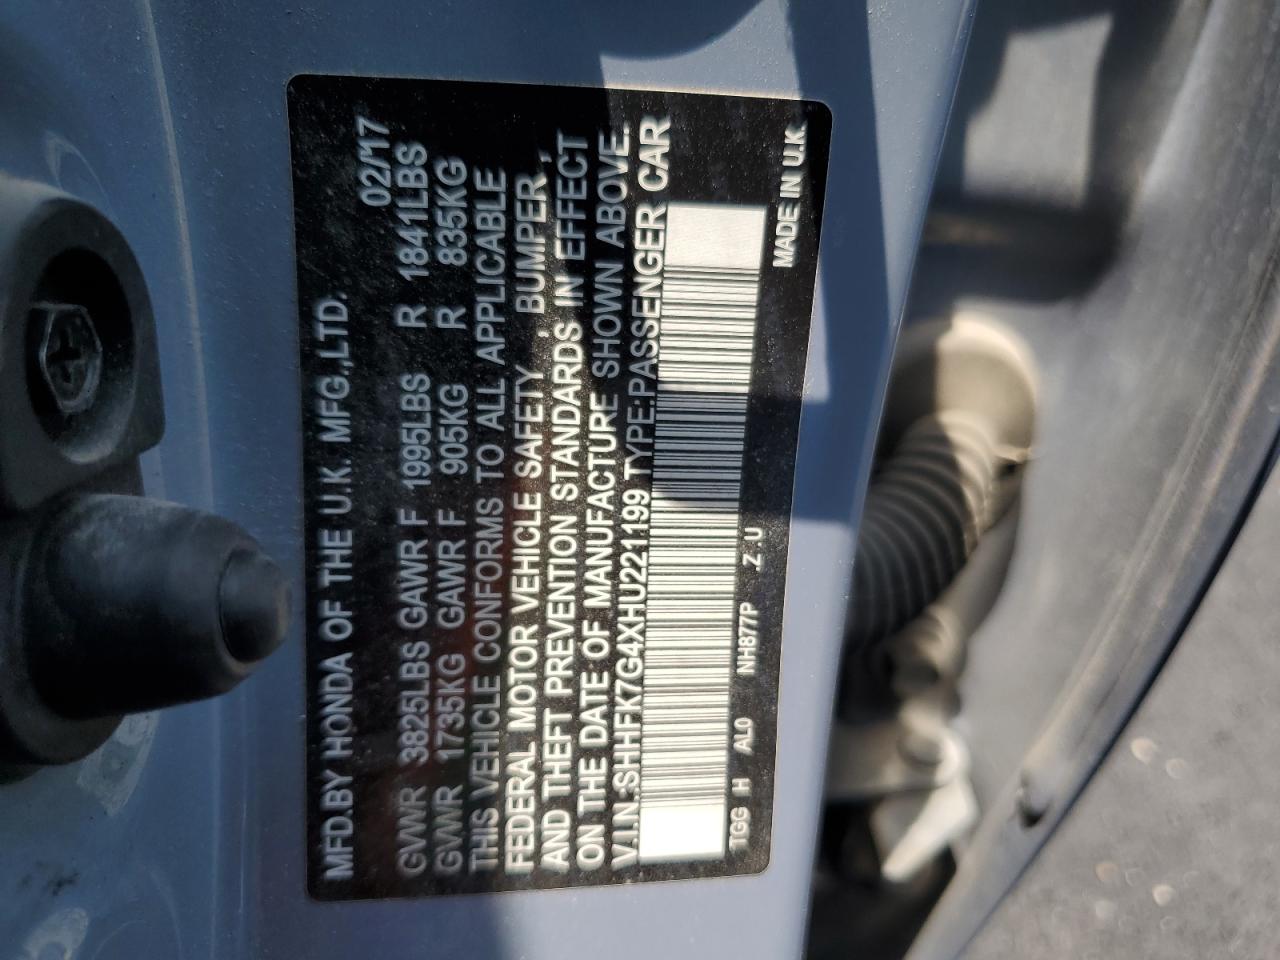 MFD.BY HONDA OF THE U.K. MFG.,LTD. 02/17
GVWR 3825LBS GAWR F 1995LBS R 1841LBS
GVWR 1735KG GAWR F 905KG R 835KG
THIS VEHICLE CONFORMS TO ALL APPLICABLE
FEDERAL MOTOR VEHICLE SAFETY, BUMPER,
AND THEFT PREVENTION STANDARDS IN EFFECT
ON THE DATE OF MANUFACTURE SHOWN ABOVE.
V.I.N.:SHHFK7G4XHU221199 TYPE:PASSENGER CAR
TGG H AL0 NH877P Z.U MADE IN U.K.